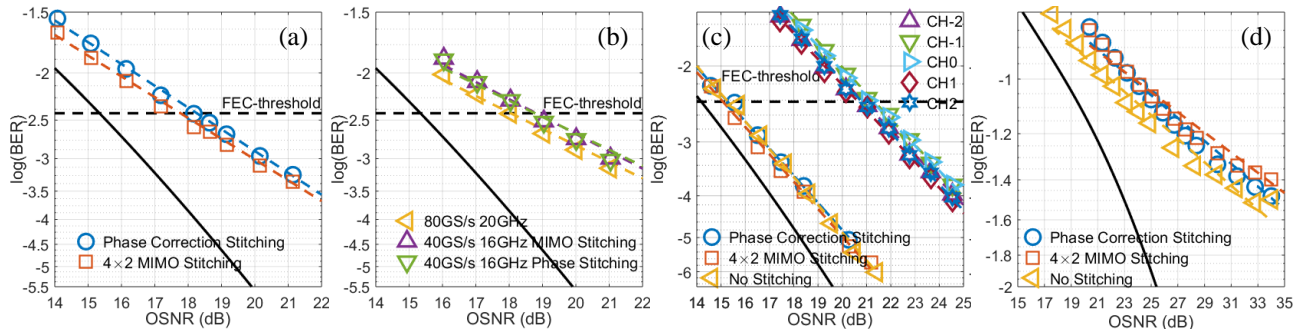 (a)
log(BER)
-1.5
-2
-2.5
-3
-3.5
-4
-4.5
-5
-5.5
FEC-threshold
Phase Correction Stitching
4×2 MIMO Stitching
14 15 16 17 18 19 20 21 22
OSNR (dB)
(b)
log(BER)
-1.5
-2
-2.5
-3
-3.5
-4
-4.5
-5
-5.5
FEC-threshold
80GS/s 20GHz
40GS/s 16GHz MIMO Stitching
40GS/s 16GHz Phase Stitching
14 15 16 17 18 19 20 21 22
OSNR (dB)
(c)
log(BER)
-2
-3
-4
-5
-6
FEC-threshold
CH-2
CH-1
CH0
CH1
CH2
Phase Correction Stitching
4×2 MIMO Stitching
No Stitching
14 15 16 17 18 19 20 21 22 23 24 25
OSNR (dB)
(d)
log(BER)
-1
-1.2
-1.4
-1.6
-1.8
-2
Phase Correction Stitching
4×2 MIMO Stitching
No Stitching
15 17 19 21 23 25 27 29 31 33 35
OSNR (dB)